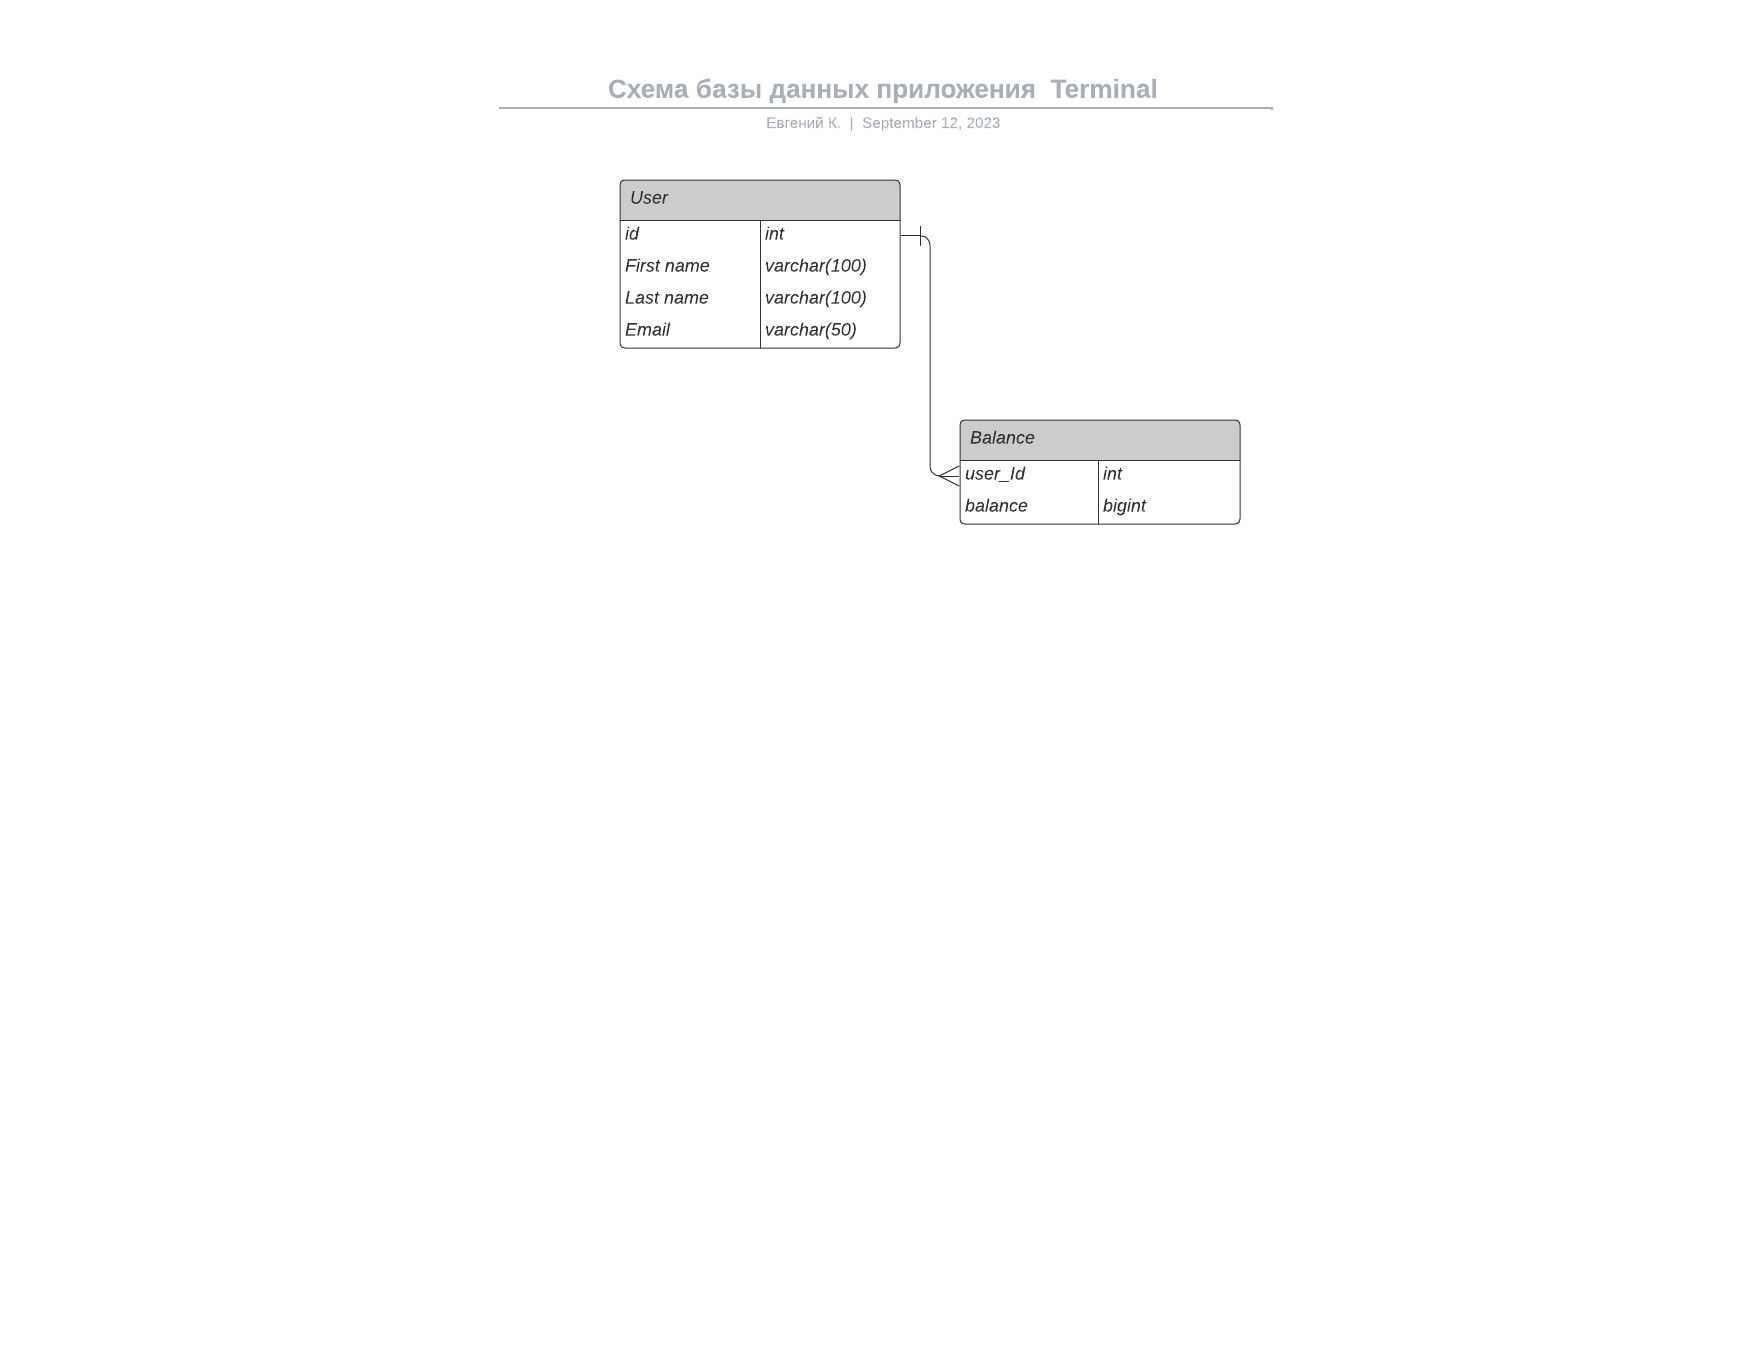 Схема базы данных приложения  Terminal
Евгений К.  |  September 12, 2023
User
id int
First name varchar(100)
Last name varchar(100)
Email varchar(50)
Balance
user_Id int
balance bigint